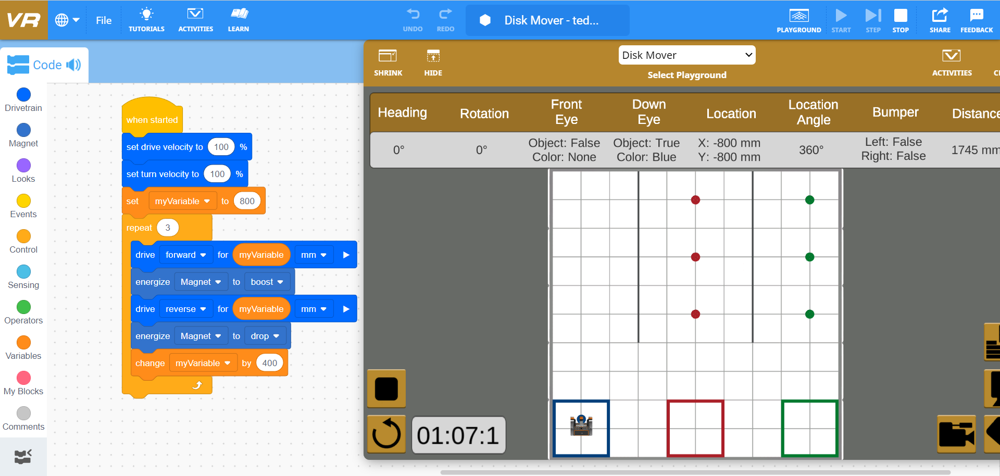 VR
File
TUTORIALS
ACTIVITIES
LEARN
UNDO
REDO
Disk Mover - ted...
PLAYGROUND
START
STEP
STOP
SHARE
FEEDBACK
Code
Drivetrain
Magnet
Looks
Events
Control
Sensing
Operators
Variables
My Blocks
Comments
when started
set drive velocity to 100 %
set turn velocity to 100 %
set myVariable to 800
repeat 3
drive forward for myVariable mm
energize Magnet to boost
drive reverse for myVariable mm
energize Magnet to drop
change myVariable by 400
SHRINK
HIDE
Disk Mover
Select Playground
ACTIVITIES
Heading
Rotation
Front
Eye
Down
Eye
Location
Location
Angle
Bumper
Distance
0°
0°
Object: False
Color: None
Object: True
Color: Blue
X: -800 mm
Y: -800 mm
360°
Left: False
Right: False
1745 mm
01:07:1